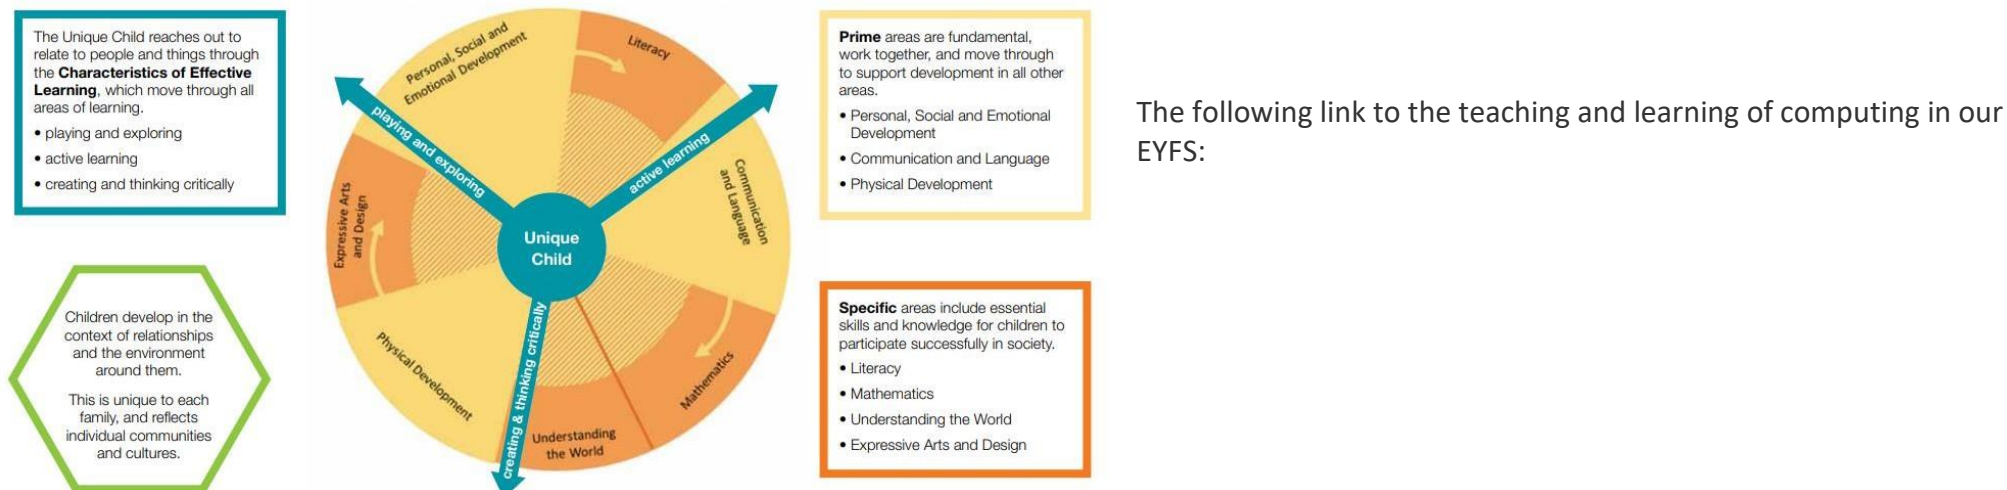 The Unique Child reaches out to
relate to people and things through
the Characteristics of Effective
Learning, which move through all
areas of learning.
• playing and exploring
• active learning
• creating and thinking critically
Children develop in the
context of relationships
and the environment
around them.
This is unique to each
family, and reflects
individual communities
and cultures.
Personal, Social and
Emotional Development
Literacy
playing and exploring
active learning
Communication
and Language
Expressive Arts
and Design
Unique
Child
Physical Development
creating & thinking critically
Mathematics
Understanding
the World
Prime areas are fundamental,
work together, and move through
to support development in all other
areas.
• Personal, Social and Emotional
Development
• Communication and Language
• Physical Development
Specific areas include essential
skills and knowledge for children to
participate successfully in society.
• Literacy
• Mathematics
• Understanding the World
• Expressive Arts and Design
The following link to the teaching and learning of computing in our
EYFS: